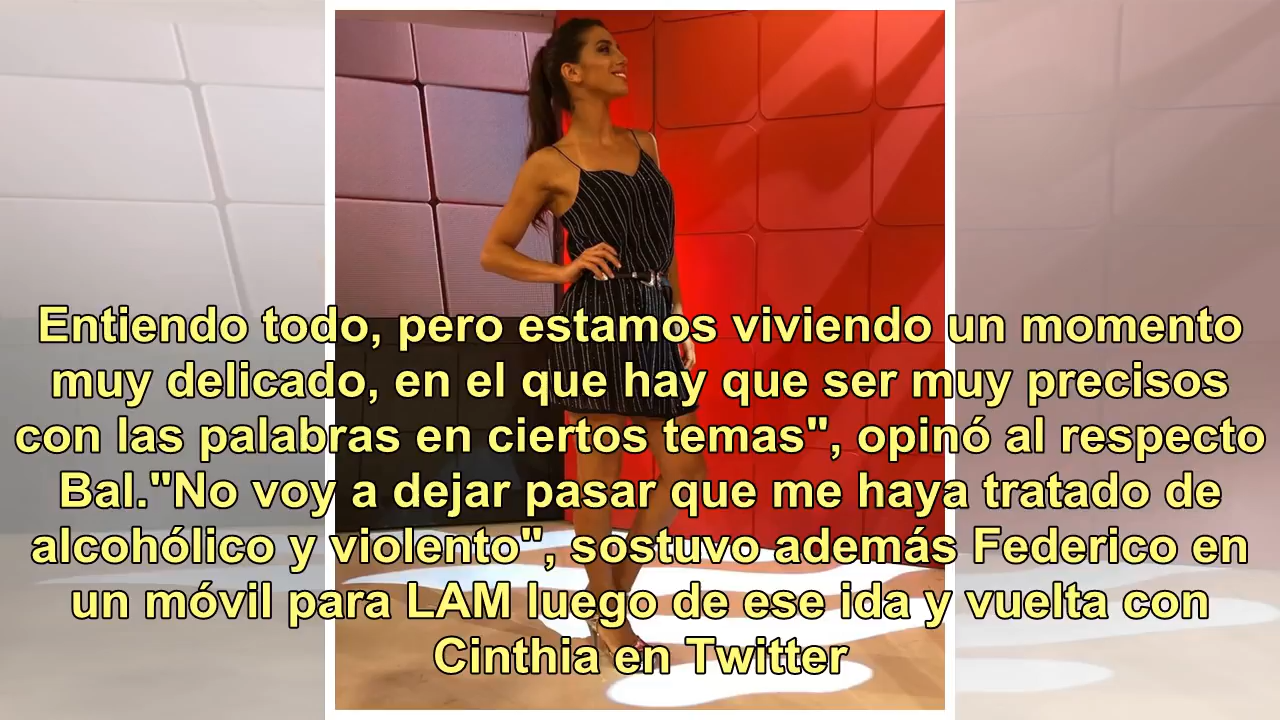 Entiendo todo, pero estamos viviendo un momento
muy delicado, en el que hay que ser muy precisos
con las palabras en ciertos temas", opinó al respecto
Bal."No voy a dejar pasar que me haya tratado de
alcohólico y violento", sostuvo además Federico en
un móvil para LAM luego de ese ida y vuelta con
Cinthia en Twitter